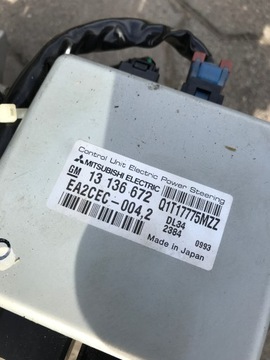 Control Unit Electric Power Steering
GM MITSUBISHI ELECTRIC
13 136 672 Q1T17775MZZ
EA2CEC-004,2 DL34
2384 0993
Made in Japan